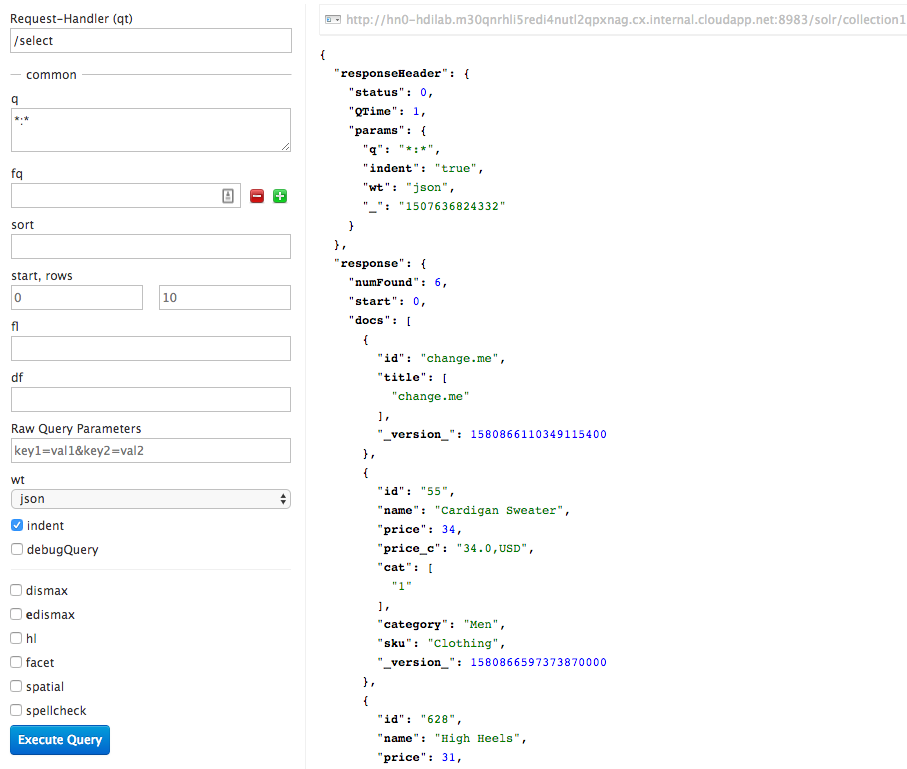 Request-Handler (qt)
/select
common
q
*:*
fq
sort
start, rows
0 10
fl
df
Raw Query Parameters
key1=val1&key2=val2
wt
json
indent
debugQuery
dismax
edismax
hl
facet
spatial
spellcheck
Execute Query
http://hn0-hdilab.m30qnrhli5redi4nutl2qpxnag.cx.internal.cloudapp.net:8983/solr/collection1
{
"responseHeader": {
"status": 0,
"QTime": 1,
"params": {
"q": "*:*",
"indent": "true",
"wt": "json",
"_": "1507636824332"
}
},
"response": {
"numFound": 6,
"start": 0,
"docs": [
{
"id": "change.me",
"title": [
"change.me"
],
"_version_": 1580866110349115400
},
{
"id": "55",
"name": "Cardigan Sweater",
"price": 34,
"price_c": "34.0,USD",
"cat": [
"1"
],
"category": "Men",
"sku": "Clothing",
"_version_": 1580866597373870000
},
{
"id": "628",
"name": "High Heels",
"price": 31,